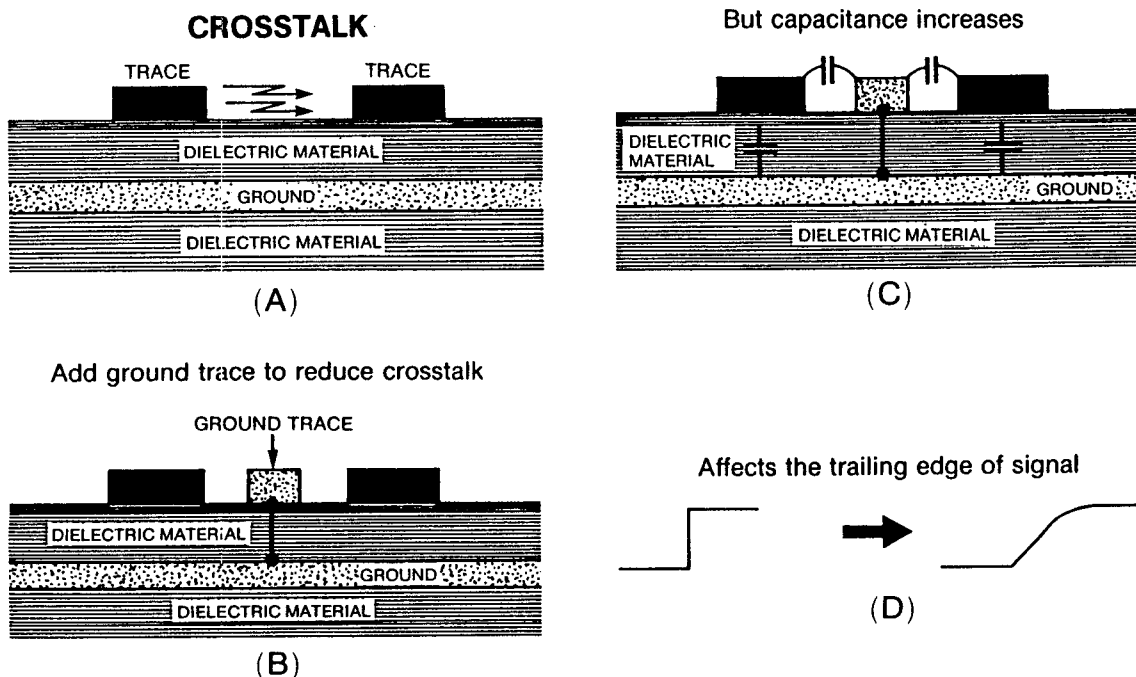 CROSSTALK
TRACE
TRACE
DIELECTRIC MATERIAL
GROUND
DIELECTRIC MATERIAL
(A)
Add ground trace to reduce crosstalk
GROUND TRACE
DIELECTRIC MATERIAL
GROUND
DIELECTRIC MATERIAL
(B)
But capacitance increases
DIELECTRIC
MATERIAL
GROUND
DIELECTRIC MATERIAL
(C)
Affects the trailing edge of signal
(D)